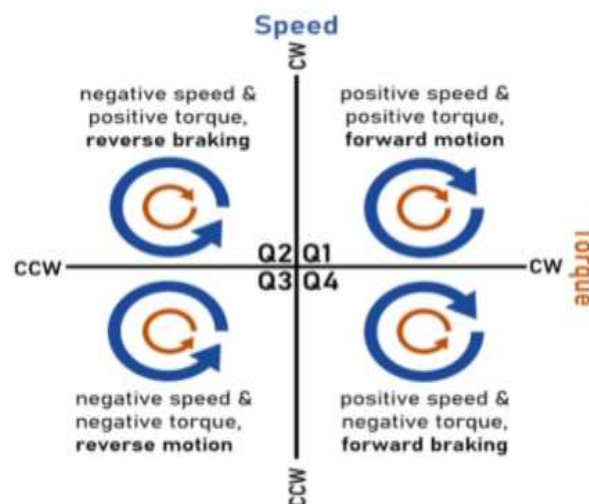 Speed
CW
negative speed &
positive torque,
reverse braking
positive speed &
positive torque,
forward motion
Q2 Q1
CCW
CW
Torque
Q3 Q4
negative speed &
negative torque,
reverse motion
positive speed &
negative torque,
forward braking
CCW